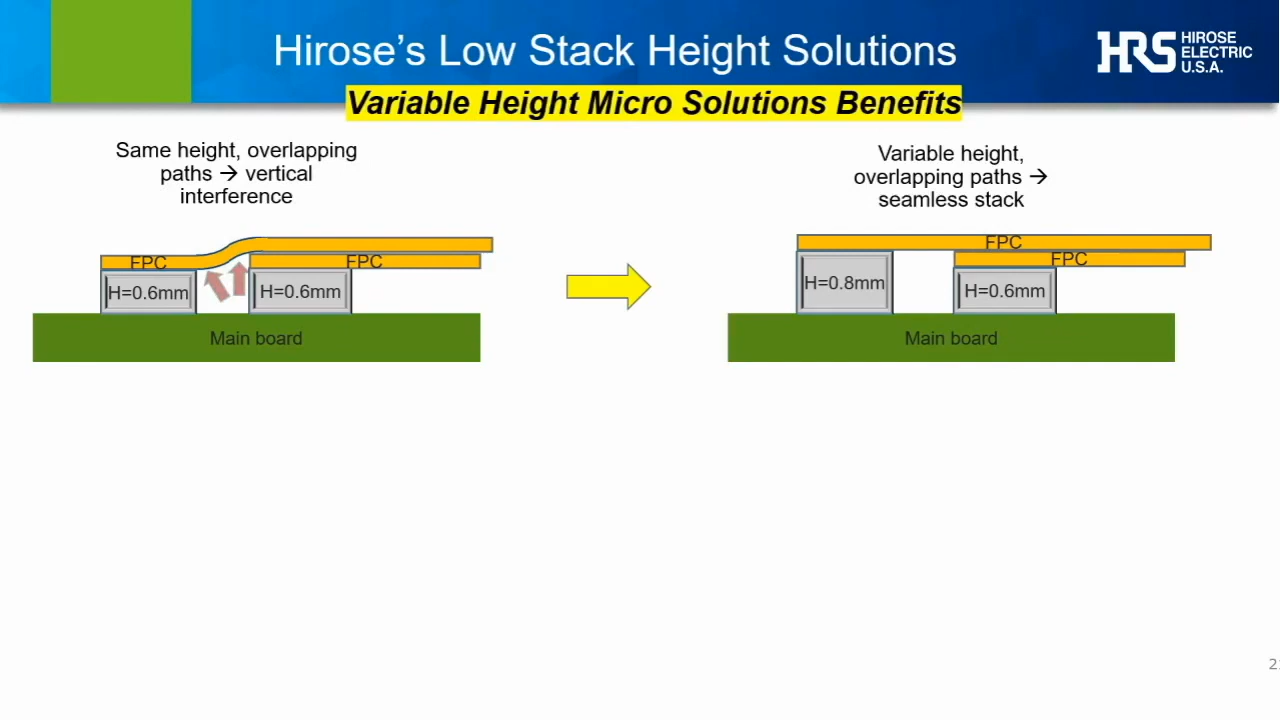 Hirose's Low Stack Height Solutions
HRS HIROSE
ELECTRIC
U.S.A.
Variable Height Micro Solutions Benefits
Same height, overlapping
paths → vertical
interference
FPC
FPC
H=0.6mm
H=0.6mm
Main board
Variable height,
overlapping paths →
seamless stack
FPC
FPC
H=0.8mm
H=0.6mm
Main board